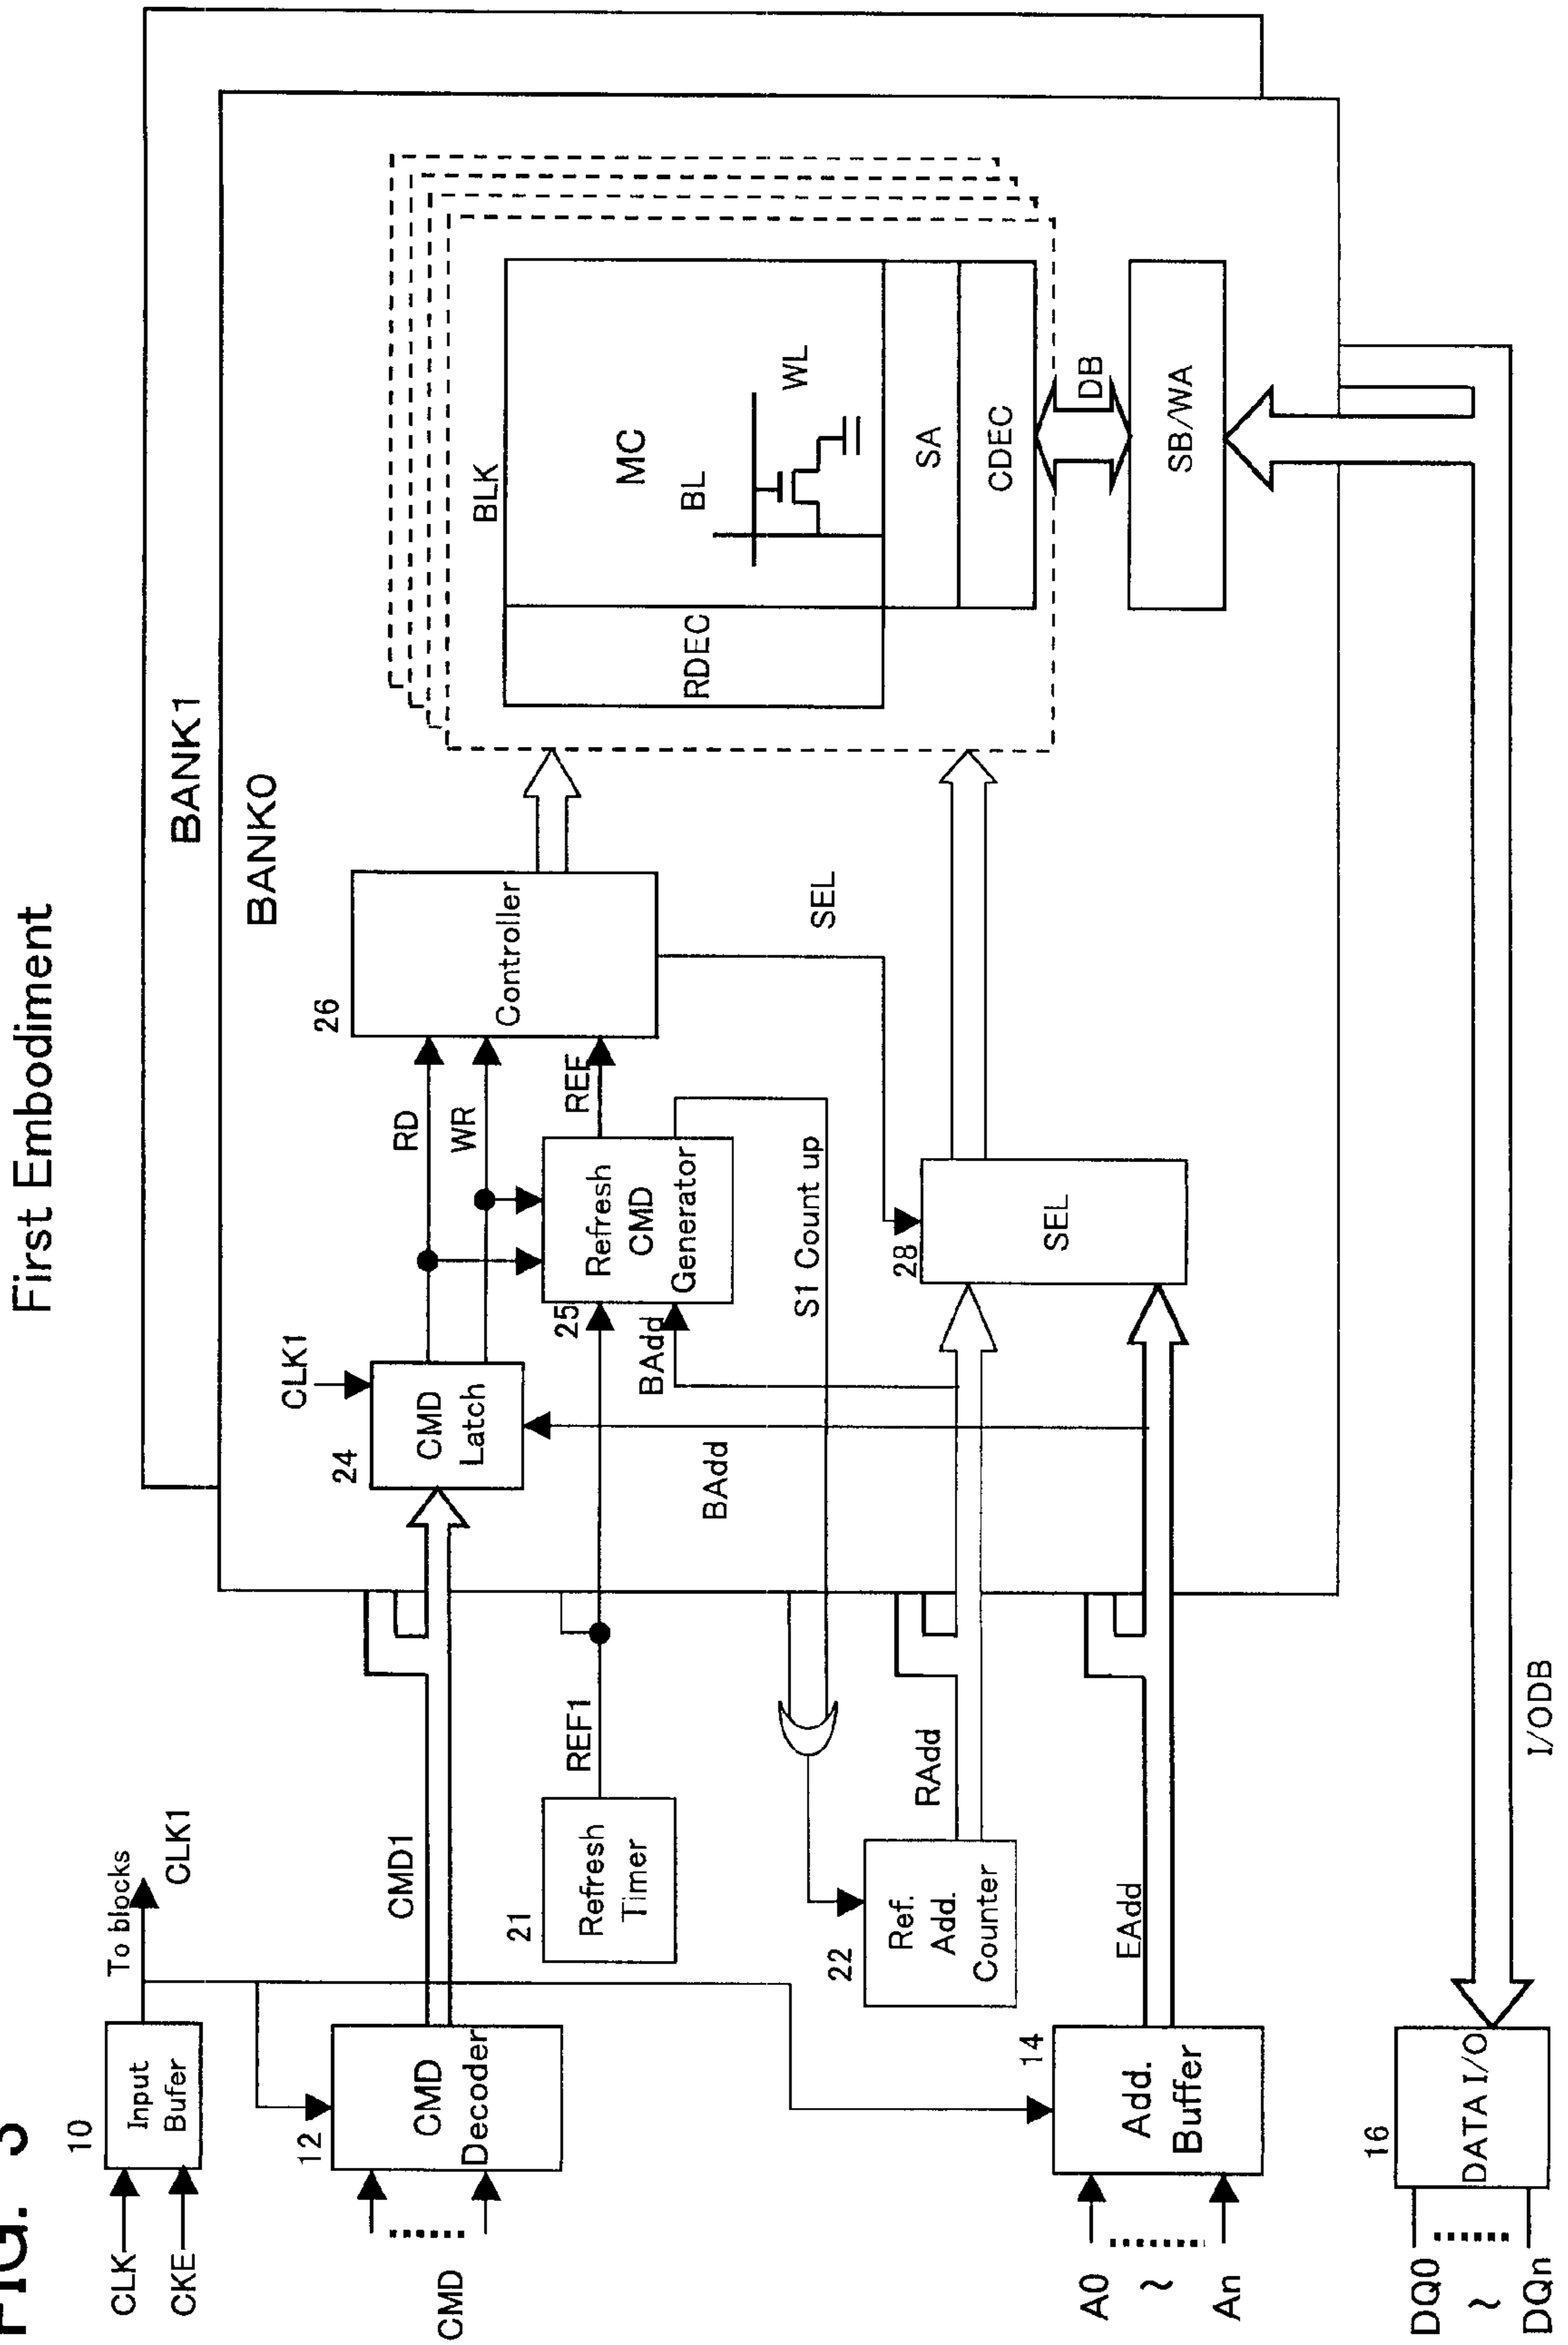 FIG. 3
First Embodiment
CLK
CKE
10
Input
Bufer
To blocks
CLK1
CMD
12
CMD
Decoder
CMD1
21
Refresh
Timer
REF1
22
Ref.
Add.
Counter
RAdd
A0
~
An
14
Add.
Buffer
EAdd
DQ0
~
DQn
16
DATA I/O
I/ODB
BANK1
BANK0
24
CMD
Latch
CLK1
BAdd
RD
WR
25
Refresh
CMD
Generator
BAdd
REF
S1 Count up
26
Controller
SEL
28
SEL
BLK
RDEC
MC
BL
WL
SA
CDEC
DB
SB/WA